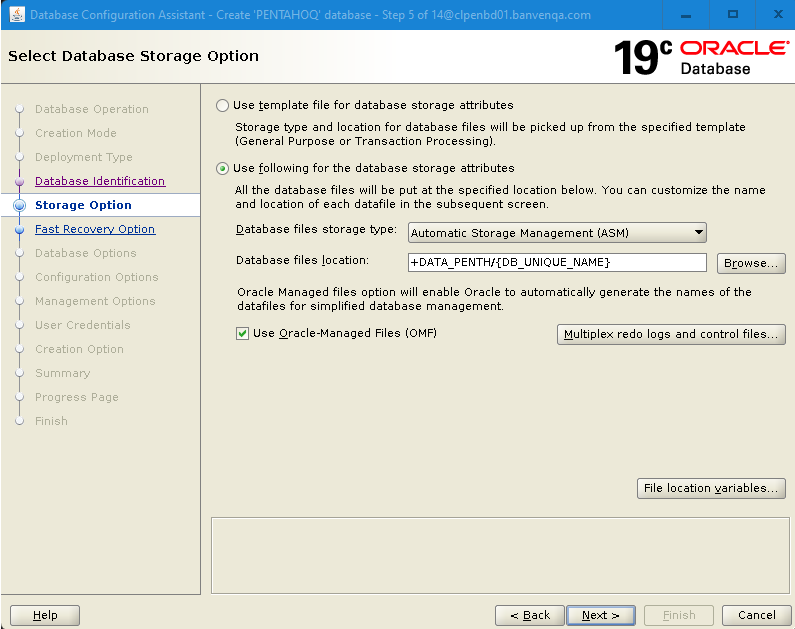 Database Configuration Assistant - Create 'PENTAHOQ' database - Step 5 of 14@clpenbd01.banvenqa.com
Select Database Storage Option
19c ORACLE
Database
Database Operation
Creation Mode
Deployment Type
Database Identification
Storage Option
Fast Recovery Option
Database Options
Configuration Options
Management Options
User Credentials
Creation Option
Summary
Progress Page
Finish
Use template file for database storage attributes
Storage type and location for database files will be picked up from the specified template
(General Purpose or Transaction Processing).
Use following for the database storage attributes
All the database files will be put at the specified location below. You can customize the name
and location of each datafile in the subsequent screen.
Database files storage type: Automatic Storage Management (ASM)
Database files location: +DATA_PENTH/{DB_UNIQUE_NAME} Browse...
Oracle Managed files option will enable Oracle to automatically generate the names of the
datafiles for simplified database management.
Use Oracle-Managed Files (OMF) Multiplex redo logs and control files...
File location variables...
Help < Back Next > Finish Cancel